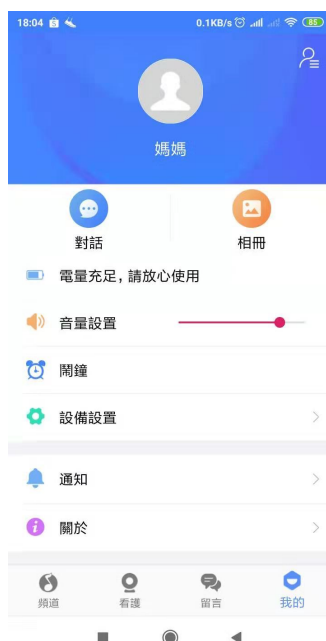 18:04 0.1KB/s 85
媽媽
對話 相冊
電量充足，請放心使用
音量設置
鬧鐘
設備設置
通知
關於
頻道 看護 留言 我的